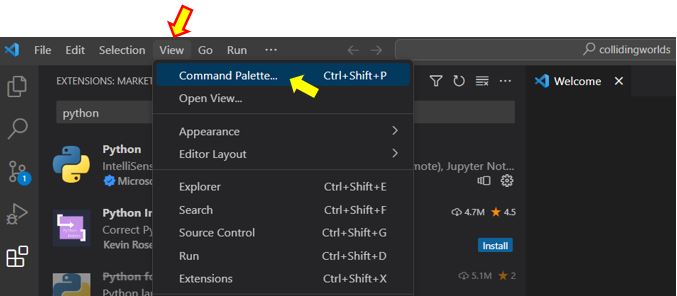 File Edit Selection View Go Run ··· collidingworlds
EXTENSIONS: MARKET
Welcome
python
Command Palette... Ctrl+Shift+P
Open View...
Appearance
Editor Layout
Explorer Ctrl+Shift+E
Search Ctrl+Shift+F
Source Control Ctrl+Shift+G
Run Ctrl+Shift+D
Extensions Ctrl+Shift+X
Python
IntelliSens mote), Jupyter Not...
Microso
Python In 4.7M 4.5
Correct Py
Kevin Rose Install
Python fo 5.1M 2
Python lan
1